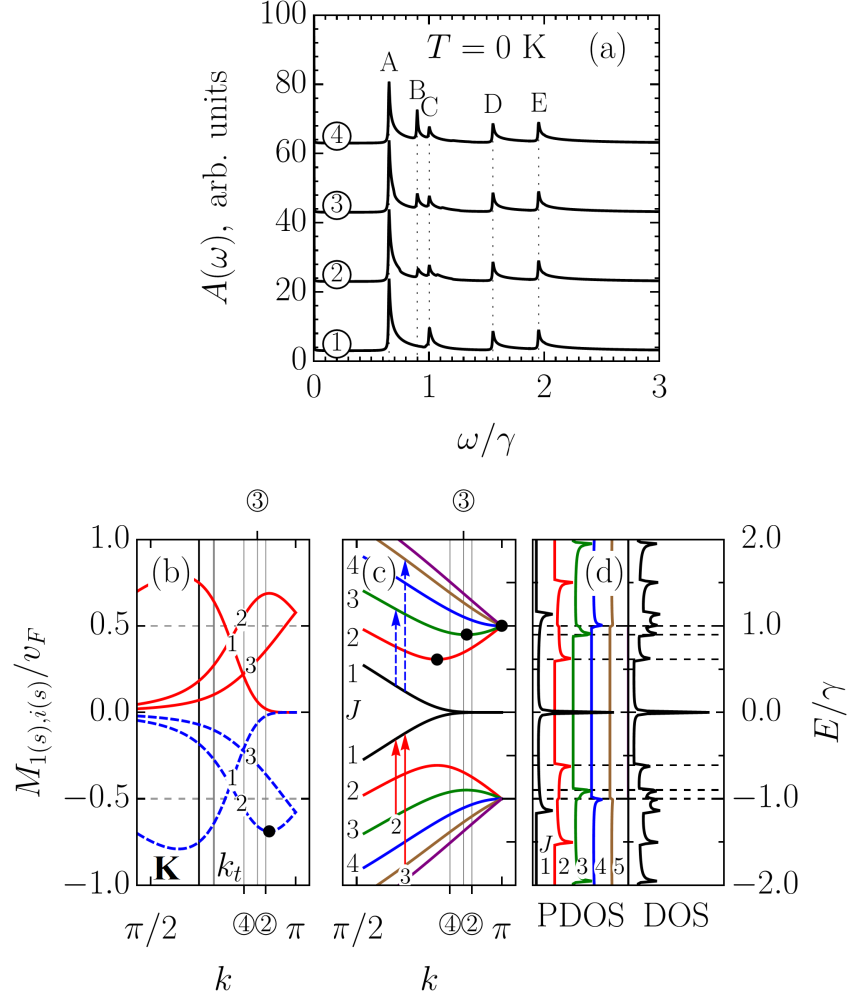 100
80
60
40
20
0
A(ω), arb. units
T = 0 K (a)
A
B
C
D
E
④
③
②
①
0 1 2 3
ω/γ
③ ③
1.0
0.5
0.0
−0.5
−1.0
M1(s),i(s)/vF
(b)
2
1
3
3
1
2
K kt
π/2 ④② π
k
(c)
4
3
2
1
J
1
2
3
4
2
3
π/2 ④② π
k
(d)
J
1 2 3 4 5
PDOS DOS
2.0
1.0
0.0
−1.0
−2.0
E/γ